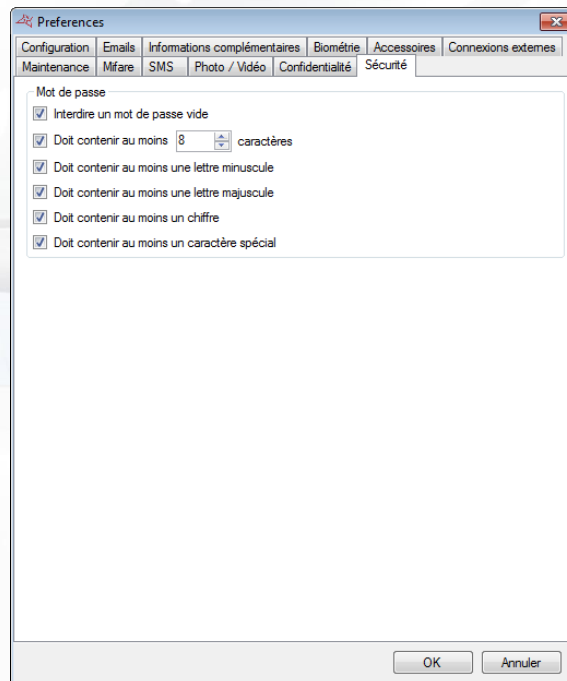 Preferences
Configuration Emails Informations complémentaires Biométrie Accessoires Connexions externes
Maintenance Mifare SMS Photo / Vidéo Confidentialité Sécurité
Mot de passe
Interdire un mot de passe vide
Doit contenir au moins 8 caractères
Doit contenir au moins une lettre minuscule
Doit contenir au moins une lettre majuscule
Doit contenir au moins un chiffre
Doit contenir au moins un caractère spécial
OK Annuler